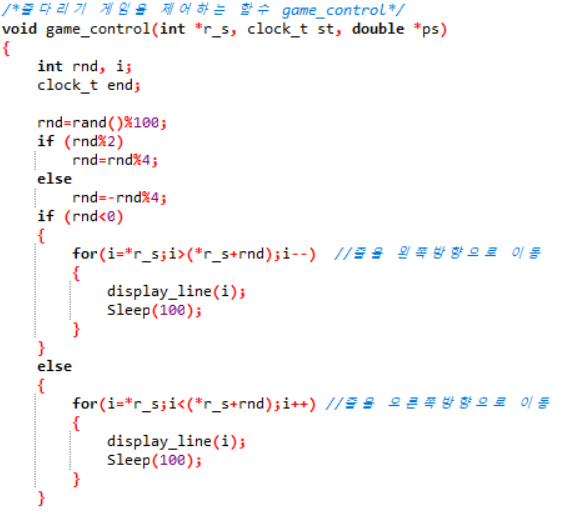 /*줄다리기 게임을 제어하는 함수 game_control*/
void game_control(int *r_s, clock_t st, double *ps)
{
    int rnd, i;
    clock_t end;

    rnd=rand()%100;
    if (rnd%2)
        rnd=rnd%4;
    else
        rnd=-rnd%4;
    if (rnd<0)
    {
        for(i=*r_s;i>(*r_s+rnd);i--)  //줄을 왼쪽방향으로 이동
        {
            display_line(i);
            Sleep(100);
        }
    }
    else
    {
        for(i=*r_s;i<(*r_s+rnd);i++) //줄을 오른쪽방향으로 이동
        {
            display_line(i);
            Sleep(100);
        }
    }